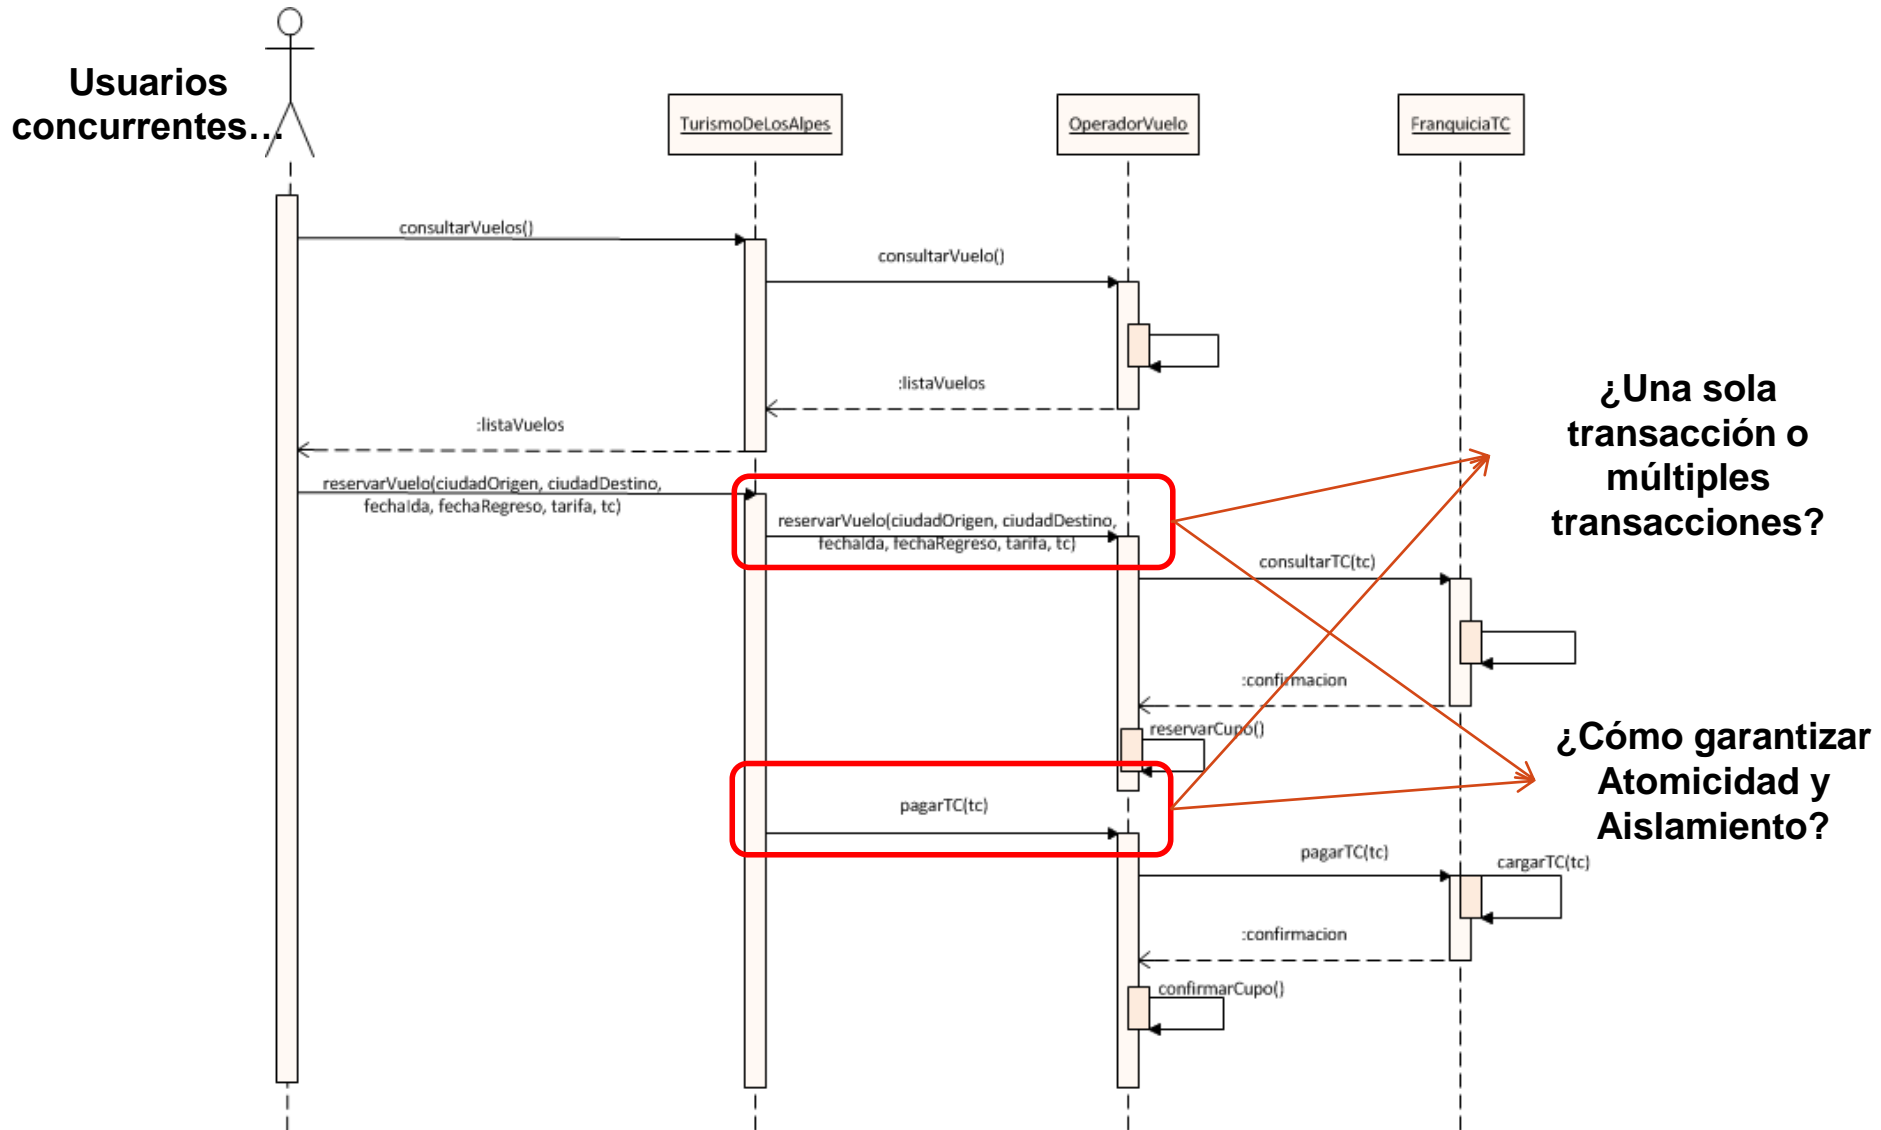 Usuarios
concurrentes...
TurismoDeLosAlpes
OperadorVuelo
FranquiciaTC
consultarVuelos()
consultarVuelo()
:listaVuelos
:listaVuelos
reservarVuelo(ciudadOrigen, ciudadDestino,
fechaIda, fechaRegreso, tarifa, tc)
reservarVuelo(ciudadOrigen, ciudadDestino,
fechaIda, fechaRegreso, tarifa, tc)
consultarTC(tc)
:confirmacion
reservarCupo()
pagarTC(tc)
pagarTC(tc)
cargarTC(tc)
:confirmacion
confirmarCupo()
¿Una sola
transacción o
múltiples
transacciones?
¿Cómo garantizar
Atomicidad y
Aislamiento?